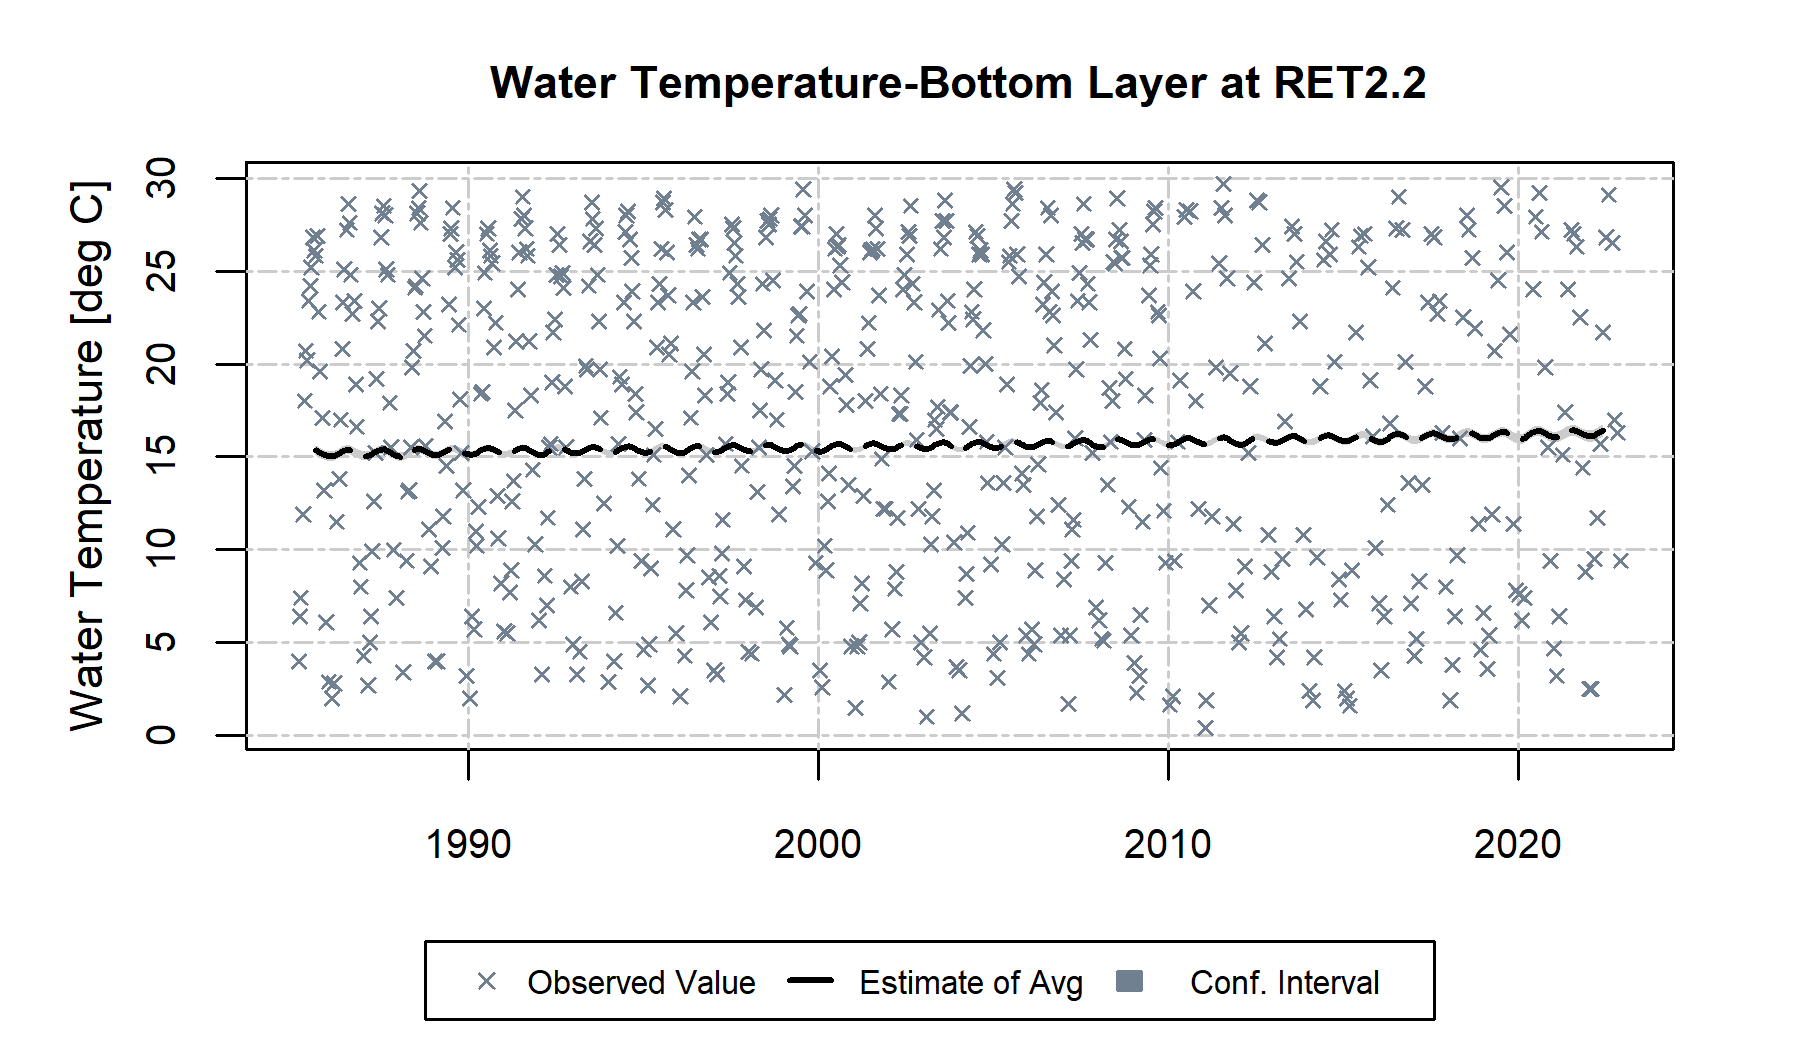 Water Temperature-Bottom Layer at RET2.2
Water Temperature [deg C]
30
25
20
15
10
5
0
1990 2000 2010 2020
Observed Value Estimate of Avg Conf. Interval